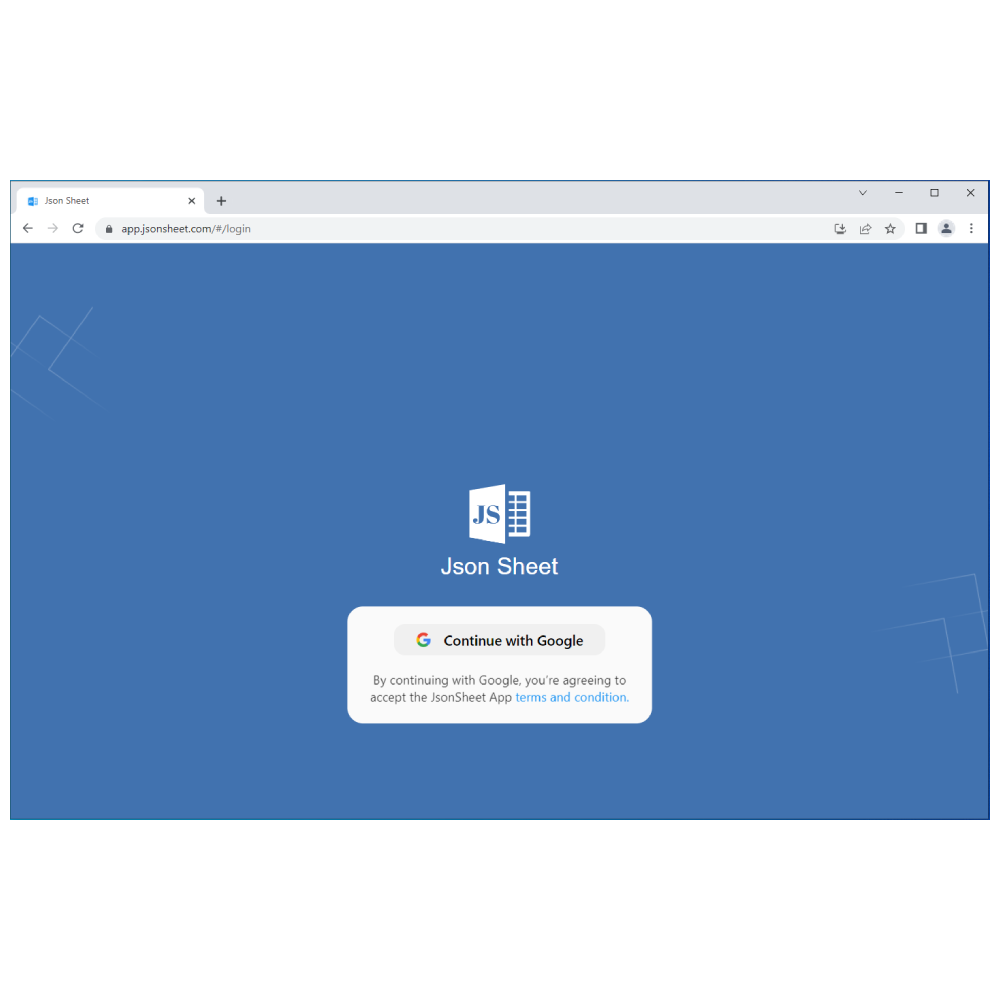 Json Sheet
app.jsonsheet.com/#/login
JS
Json Sheet
Continue with Google
By continuing with Google, you're agreeing to
accept the JsonSheet App terms and condition.